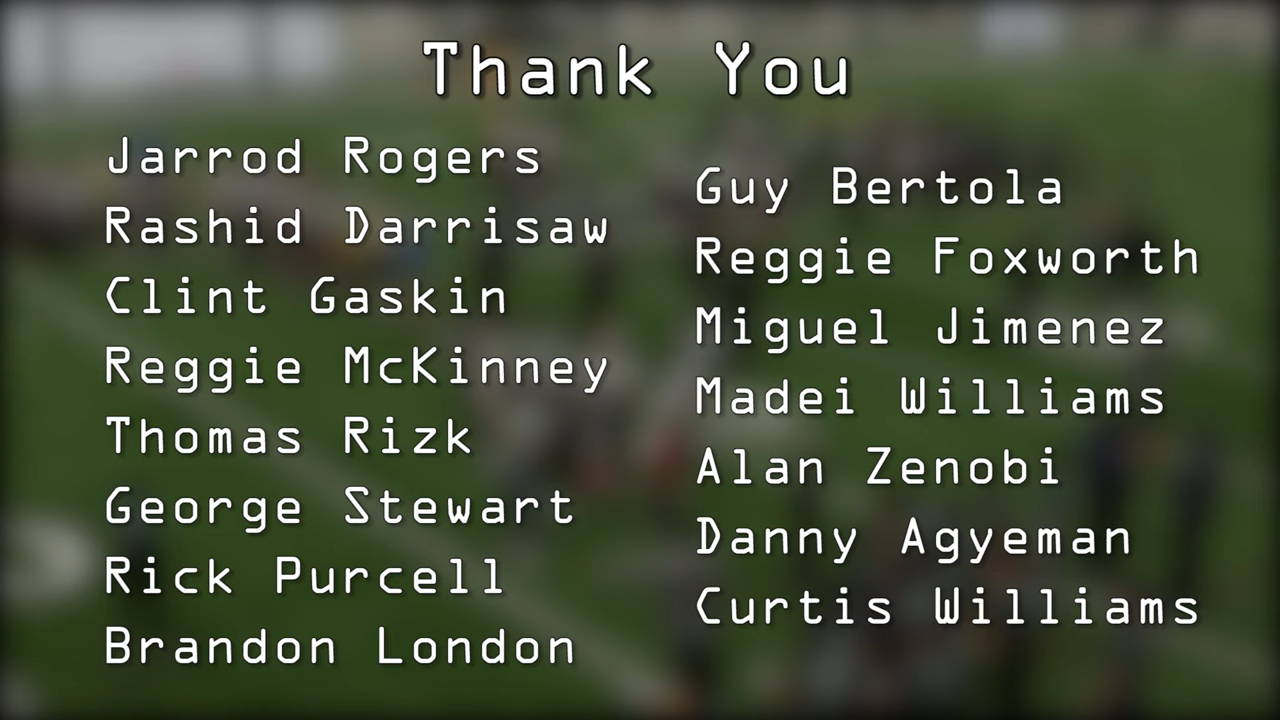 Thank You
Jarrod Rogers
Rashid Darrisaw
Clint Gaskin
Reggie McKinney
Thomas Rizk
George Stewart
Rick Purcell
Brandon London
Guy Bertola
Reggie Foxworth
Miguel Jimenez
Madei Williams
Alan Zenobi
Danny Agyeman
Curtis Williams